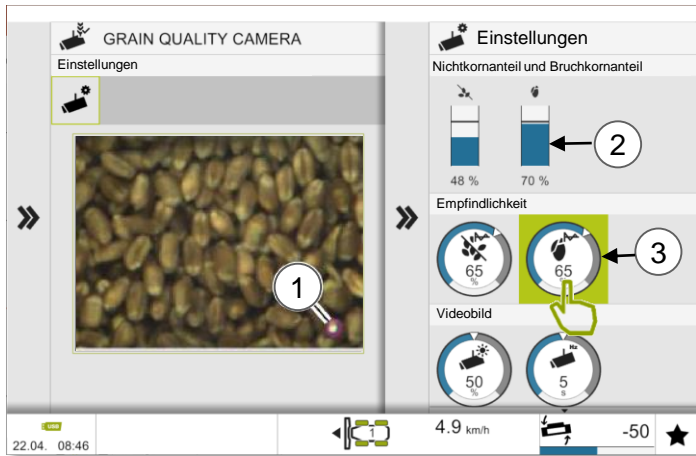 GRAIN QUALITY CAMERA
Einstellungen
1
Einstellungen
Nichtkornanteil und Bruchkornanteil
48 %
70 %
2
Empfindlichkeit
65
%
65
3
Videobild
50
%
Hz
5
s
USB
22.04. 08:46
1
4.9 km/h
-50